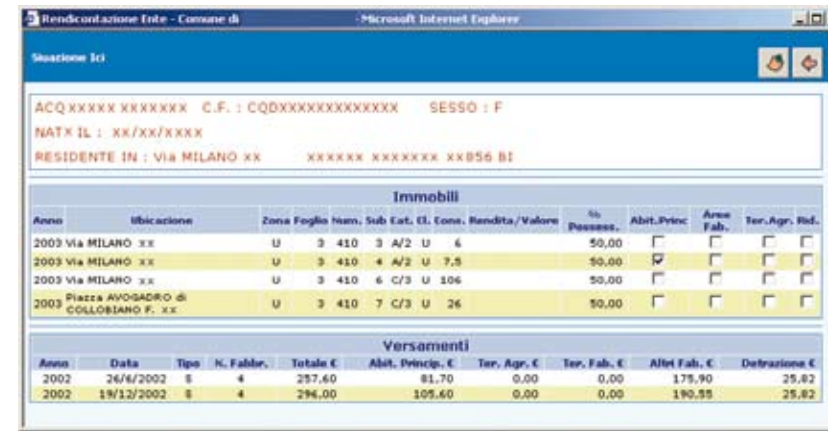 Rendicontazione Ente - Comune di - Microsoft Internet Explorer
Situazione Ici
ACQxxxxx xxxxxxx C.F. : CQDXXXXXXXXXXXXX SESSO : F
NATX IL : xx/xx/xxxx
RESIDENTE IN : Via MILANO xx xxxxxx xxxxxxx xx856 BI
Immobili
Anno Ubicazione Zona Foglio Num. Sub Cat. Cl. Cons. Rendita/Valore % Possess. Abit.Princ Aree Fab. Ter.Agr. Rid.
2003 Via MILANO xx U 3 410 3 A/2 U 6 50,00
2003 Via MILANO xx U 3 410 4 A/2 U 7,5 50,00
2003 Via MILANO xx U 3 410 6 C/3 U 106 50,00
2003 Piazza AVOGADRO di COLLOBIANO F. xx U 3 410 7 C/3 U 26 50,00
Versamenti
Anno Data Tipo N. Fabbr. Totale € Abit. Princip. € Ter. Agr. € Ter. Fab. € Altri Fab. € Detrazione €
2002 26/6/2002 S 4 257,60 81,70 0,00 0,00 175,90 25,82
2002 19/12/2002 S 4 296,00 105,60 0,00 0,00 190,55 25,82